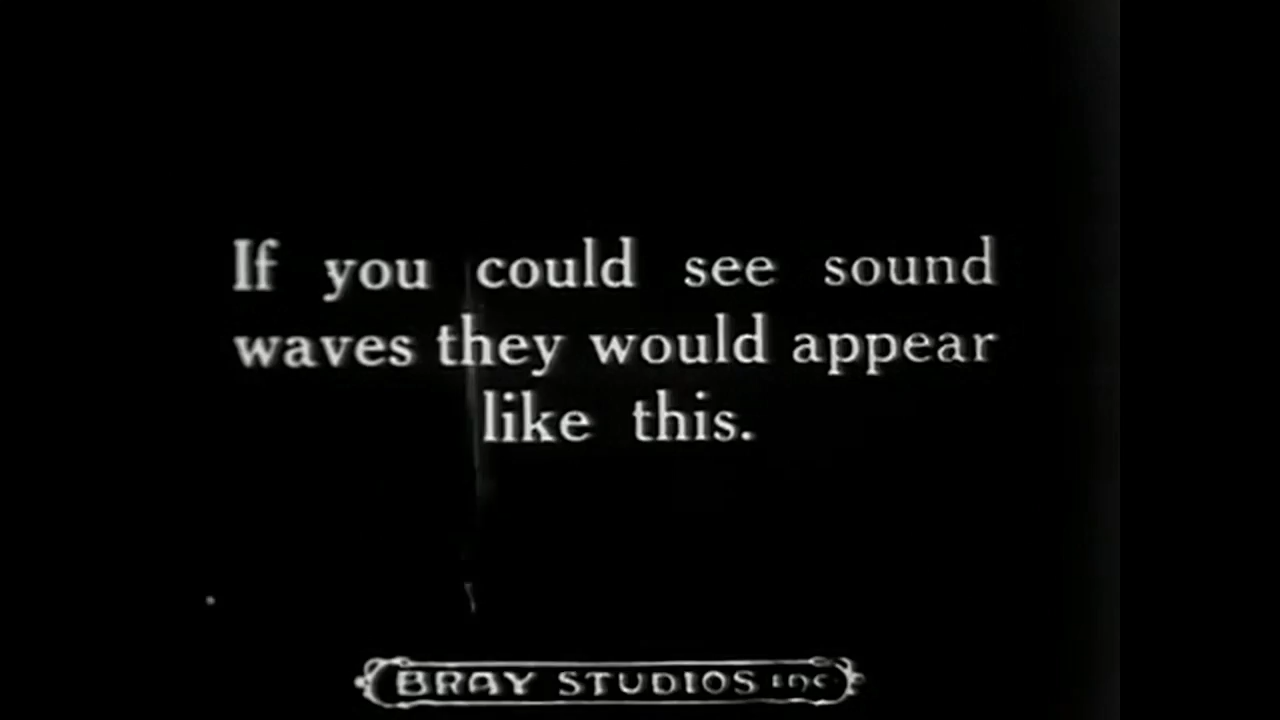 If you could see sound
waves they would appear
like this.
BRAY STUDIOS INC